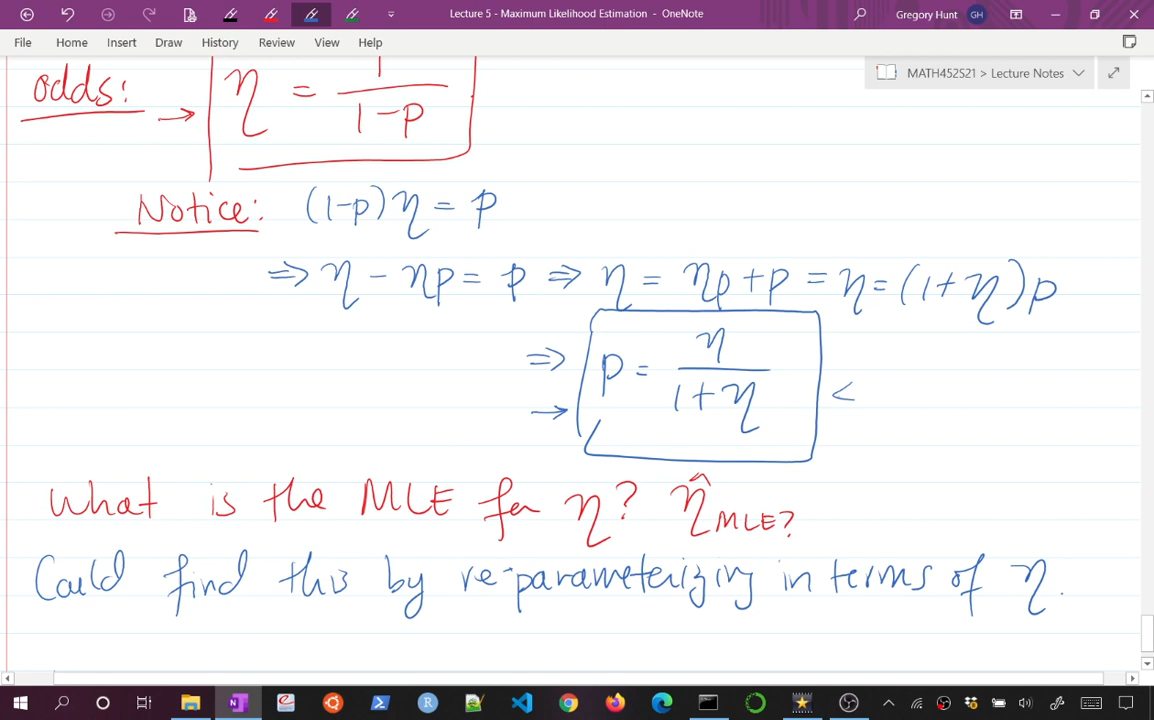 Lecture 5 - Maximum Likelihood Estimation - OneNote
Gregory Hunt GH
File Home Insert Draw History Review View Help
MATH452S21 > Lecture Notes
odds: → η = / 1-p
Notice: (1-p)η = p
⇒ η - ηp = p ⇒ η = ηp + p = η = (1+η)p
⇒ p = η / 1+η
→ <
What is the MLE for η? η̂ MLE?
Could find this by re-parameterizing in terms of η.